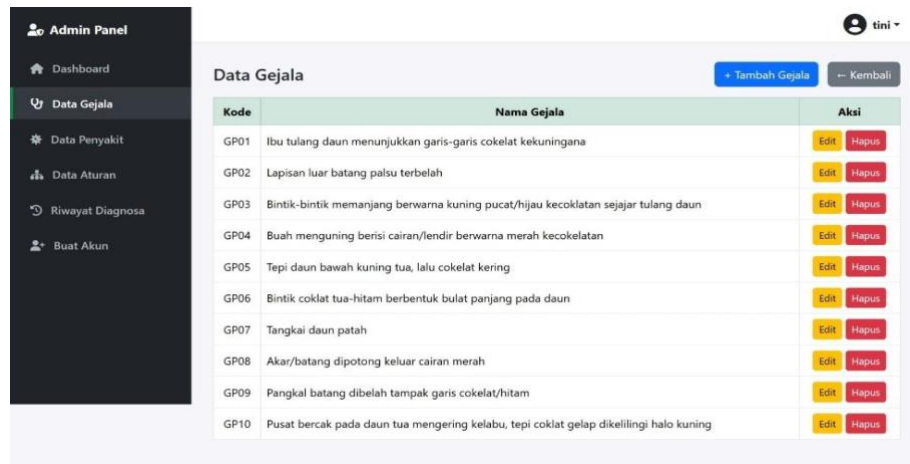 Admin Panel
tini
Dashboard
Data Gejala
Data Penyakit
Data Aturan
Riwayat Diagnosa
Buat Akun
Data Gejala
+ Tambah Gejala
← Kembali
Kode Nama Gejala Aksi
GP01 Ibu tulang daun menunjukkan garis-garis cokelat kekuningana Edit Hapus
GP02 Lapisan luar batang palsu terbelah Edit Hapus
GP03 Bintik-bintik memanjang berwarna kuning pucat/hijau kecoklatan sejajar tulang daun Edit Hapus
GP04 Buah menguning berisi cairan/lendir berwarna merah kecokelatan Edit Hapus
GP05 Tepi daun bawah kuning tua, lalu cokelat kering Edit Hapus
GP06 Bintik coklat tua-hitam berbentuk bulat panjang pada daun Edit Hapus
GP07 Tangkai daun patah Edit Hapus
GP08 Akar/batang dipotong keluar cairan merah Edit Hapus
GP09 Pangkal batang dibelah tampak garis cokelat/hitam Edit Hapus
GP10 Pusat bercak pada daun tua mengering kelabu, tepi coklat gelap dikelilingi halo kuning Edit Hapus